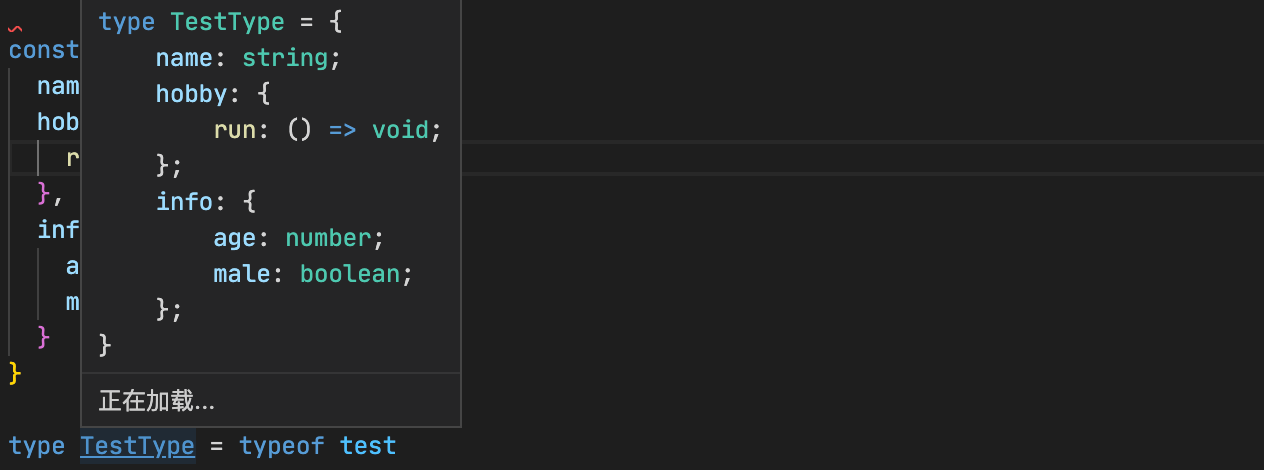 type TestType = {
const
name: string;
nam
hobby: {
hob
run: () => void;
r
};
},
info: {
inf
age: number;
a
male: boolean;
m
};
}
}
}
正在加载...
type TestType = typeof test